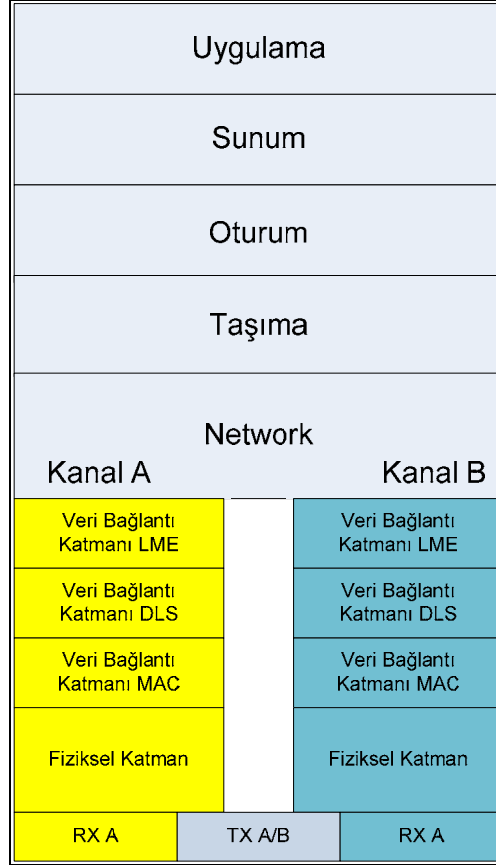 Uygulama
Sunum
Oturum
Taşıma
Network
Kanal A
Kanal B
Veri Bağlantı
Katmanı LME
Veri Bağlantı
Katmanı DLS
Veri Bağlantı
Katmanı MAC
Fiziksel Katman
Veri Bağlantı
Katmanı LME
Veri Bağlantı
Katmanı DLS
Veri Bağlantı
Katmanı MAC
Fiziksel Katman
RX A
TX A/B
RX A